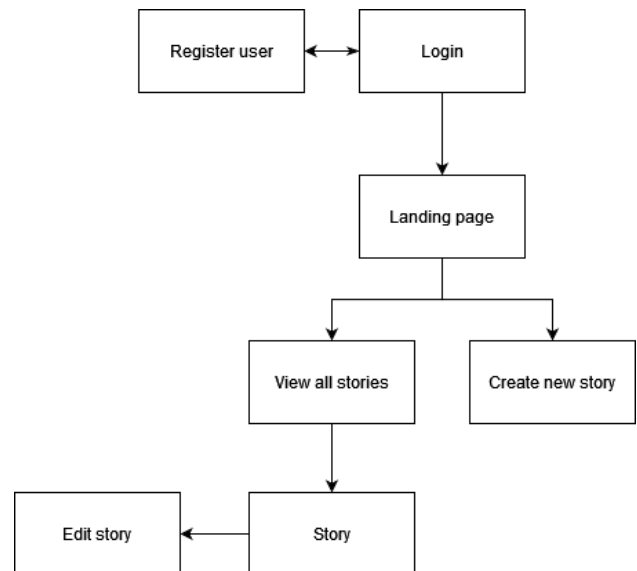 Register user
Login
Landing page
View all stories
Create new story
Edit story
Story